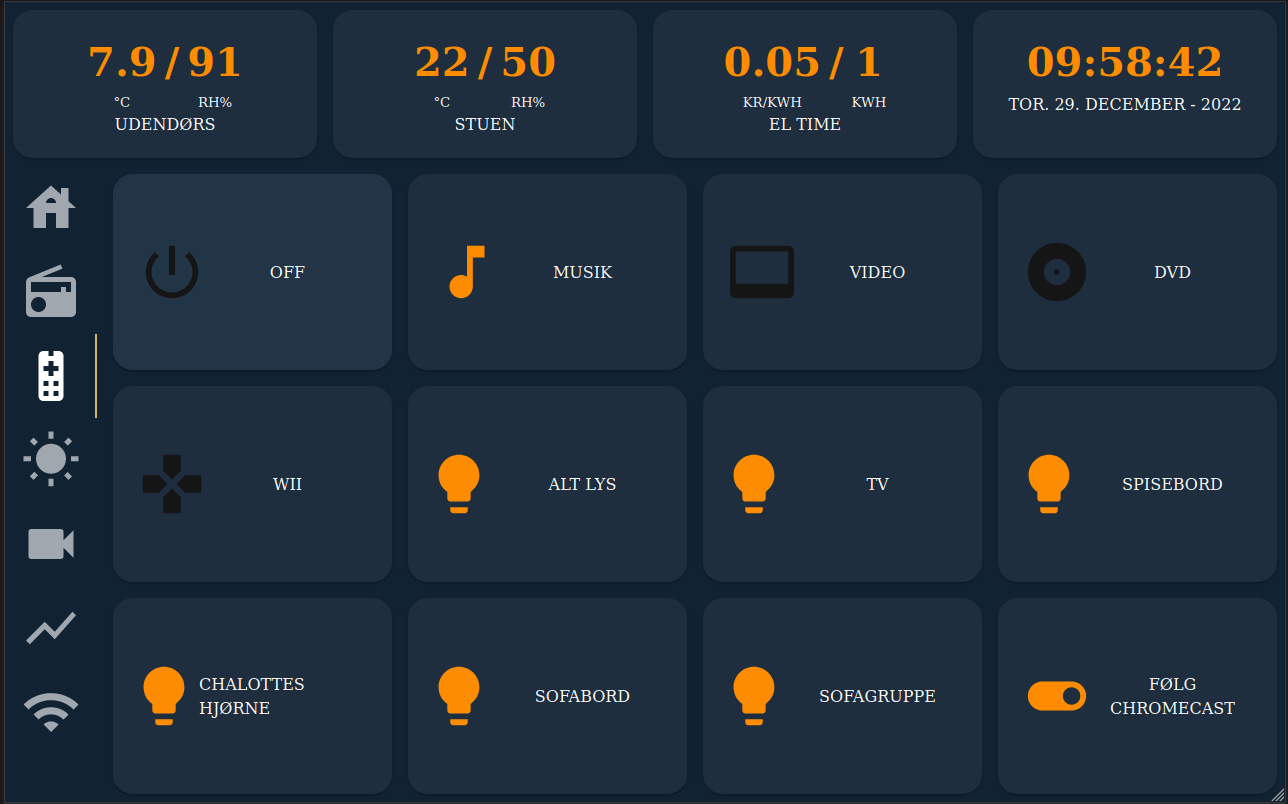 7.9 / 91
°C RH%
UDENDØRS
22 / 50
°C RH%
STUEN
0.05 / 1
KR/KWH KWH
EL TIME
09:58:42
TOR. 29. DECEMBER - 2022
OFF
MUSIK
VIDEO
DVD
WII
ALT LYS
TV
SPISEBORD
CHALOTTES
HJØRNE
SOFABORD
SOFAGRUPPE
FØLG
CHROMECAST